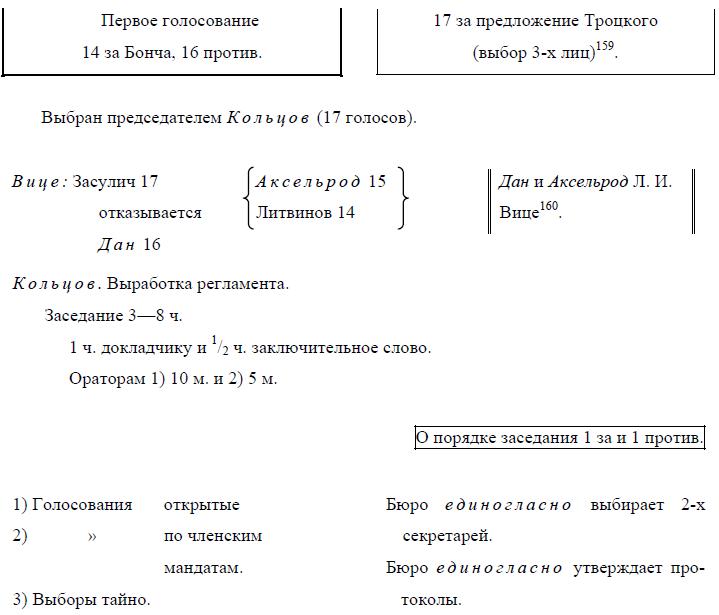 Первое голосование
14 за Бонча, 16 против.
17 за предложение Троцкого
(выбор 3-х лиц)159.
Выбран председателем Кольцов (17 голосов).
Вице: Засулич 17
отказывается
Дан 16
Аксельрод 15
Литвинов 14
Дан и Аксельрод Л. И.
Вице160.
Кольцов. Выработка регламента.
Заседание 3—8 ч.
1 ч. докладчику и 1/2 ч. заключительное слово.
Ораторам 1) 10 м. и 2) 5 м.
О порядке заседания 1 за и 1 против.
1) Голосования открытые
2) » по членским
мандатам.
3) Выборы тайно.
Бюро единогласно выбирает 2-х
секретарей.
Бюро единогласно утверждает про-
токолы.